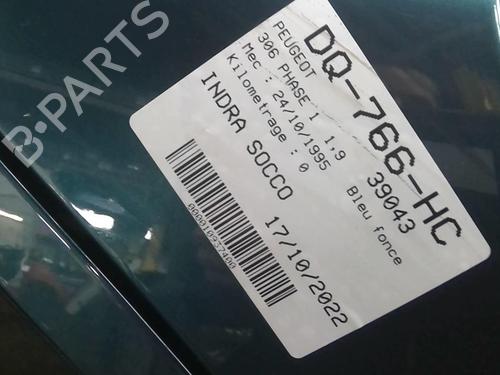 DQ-766-HC
PEUGEOT 39043
306 PHASE 1 1.9 Bleu fonce
Mec : 24/10/1995
Kilometrage : 0
INDRA SOCCO 17/10/2022
B PARTS